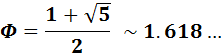 Φ = (1 + √5) / 2 ~ 1.618 …